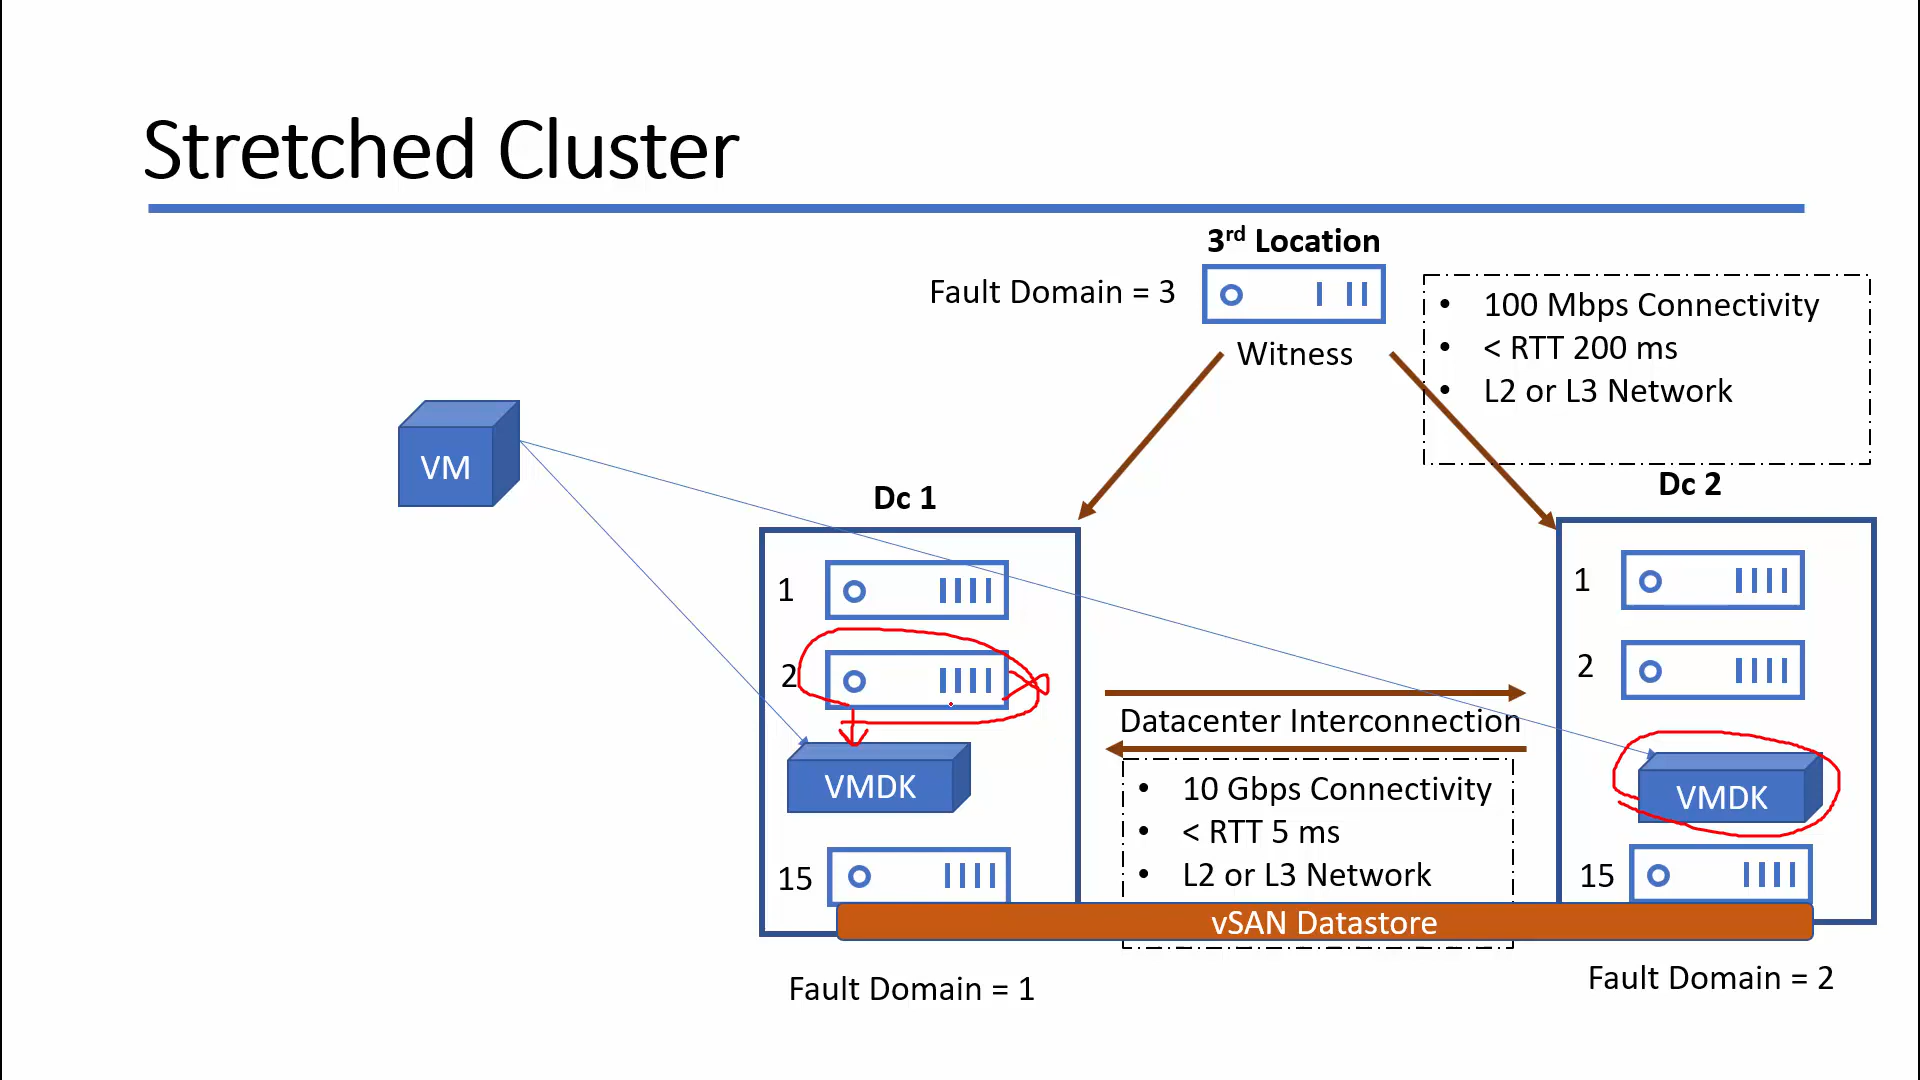 Stretched Cluster
3rd Location
Fault Domain = 3
Witness
• 100 Mbps Connectivity
• < RTT 200 ms
• L2 or L3 Network
VM
Dc 1
1
2
VMDK
15
Fault Domain = 1
Datacenter Interconnection
• 10 Gbps Connectivity
• < RTT 5 ms
• L2 or L3 Network
vSAN Datastore
Dc 2
1
2
VMDK
15
Fault Domain = 2